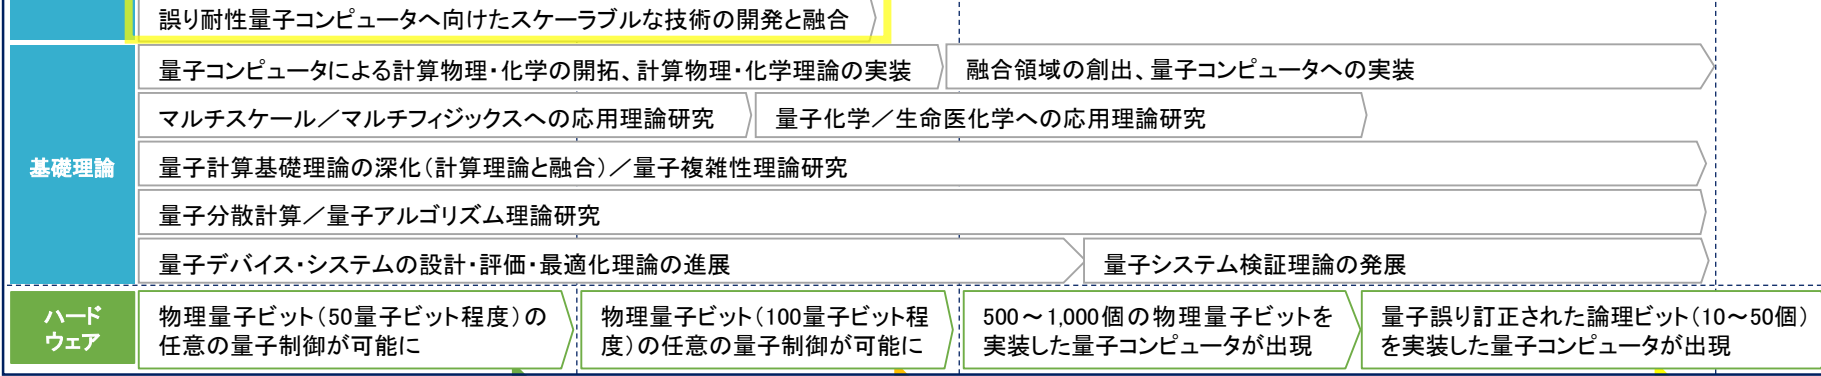 誤り耐性量子コンピュータへ向けたスケーラブルな技術の開発と融合
量子コンピュータによる計算物理・化学の開拓、計算物理・化学理論の実装
融合領域の創出、量子コンピュータへの実装
マルチスケール／マルチフィジックスへの応用理論研究
量子化学／生命医化学への応用理論研究
基礎理論
量子計算基礎理論の深化（計算理論と融合）／量子複雑性理論研究
量子分散計算／量子アルゴリズム理論研究
量子デバイス・システムの設計・評価・最適化理論の進展
量子システム検証理論の発展
ハード
ウェア
物理量子ビット（50量子ビット程度）の
任意の量子制御が可能に
物理量子ビット（100量子ビット程
度）の任意の量子制御が可能に
500～1,000個の物理量子ビットを
実装した量子コンピュータが出現
量子誤り訂正された論理ビット（10～50個）
を実装した量子コンピュータが出現